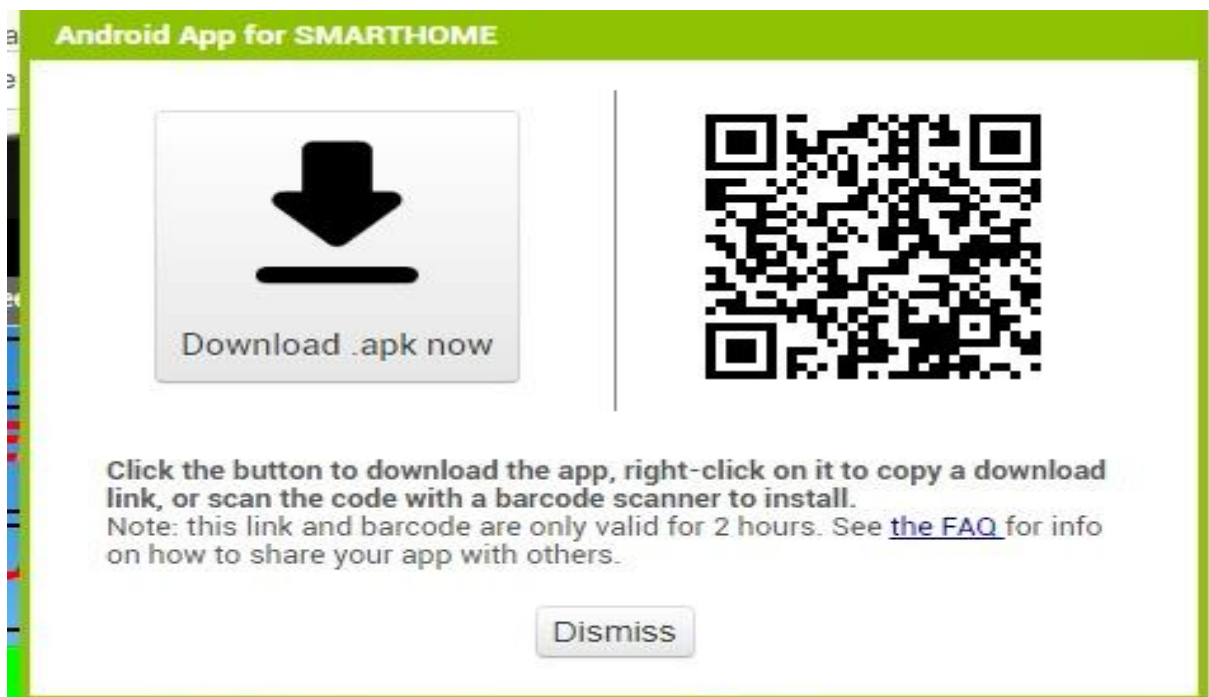 Android App for SMARTHOME
Download .apk now
Click the button to download the app, right-click on it to copy a download
link, or scan the code with a barcode scanner to install.
Note: this link and barcode are only valid for 2 hours. See the FAQ for info
on how to share your app with others.
Dismiss